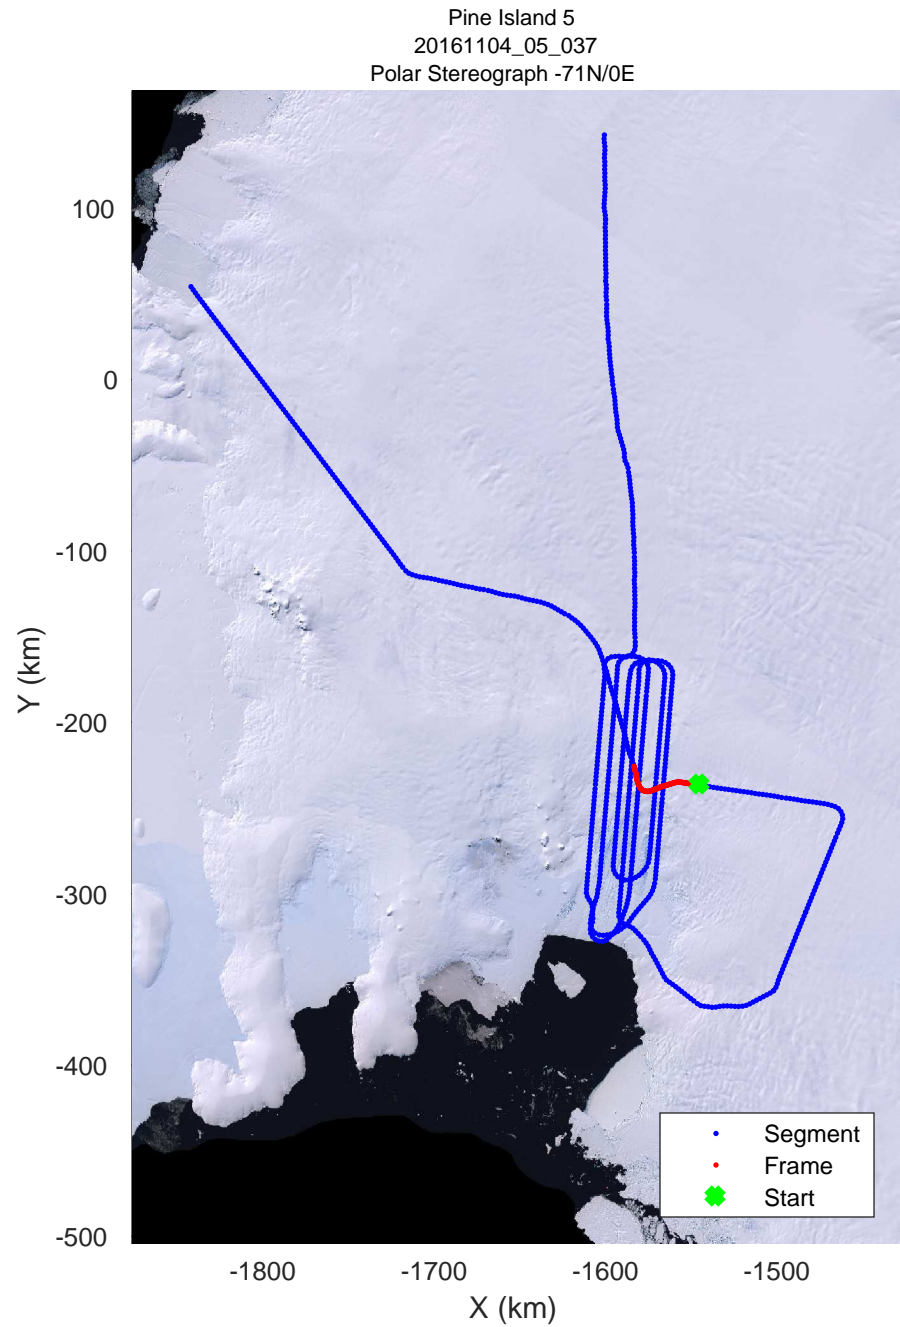 Pine Island 5
20161104_05_037
Polar Stereograph -71N/0E
100
0
-100
-200
-300
-400
-500
Y (km)
-1800
-1700
-1600
-1500
X (km)
Segment
Frame
Start